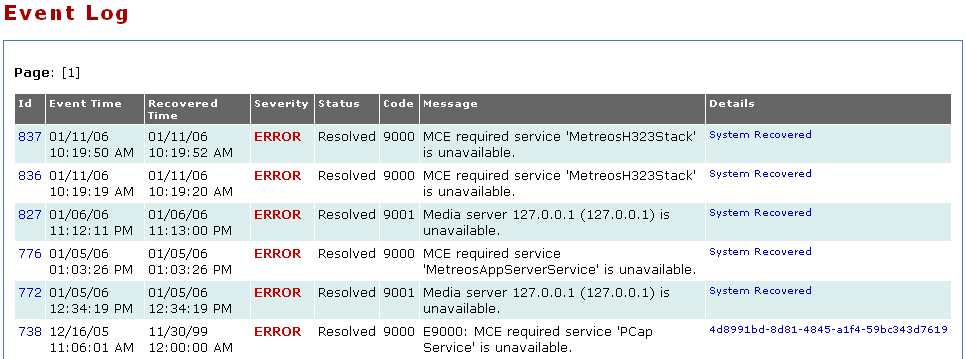 Event Log
Page: [1]
Id Event Time Recovered Time Severity Status Code Message Details
837 01/11/06 10:19:50 AM 01/11/06 10:19:52 AM ERROR Resolved 9000 MCE required service 'MetreosH323Stack' is unavailable. System Recovered
836 01/11/06 10:19:19 AM 01/11/06 10:19:20 AM ERROR Resolved 9000 MCE required service 'MetreosH323Stack' is unavailable. System Recovered
827 01/06/06 11:12:11 PM 01/06/06 11:13:00 PM ERROR Resolved 9001 Media server 127.0.0.1 (127.0.0.1) is unavailable. System Recovered
776 01/05/06 01:03:26 PM 01/05/06 01:03:26 PM ERROR Resolved 9000 MCE required service 'MetreosAppServerService' is unavailable. System Recovered
772 01/05/06 12:34:19 PM 01/05/06 12:34:19 PM ERROR Resolved 9001 Media server 127.0.0.1 (127.0.0.1) is unavailable. System Recovered
738 12/16/05 11:06:01 AM 11/30/99 12:00:00 AM ERROR Resolved 9000 E9000: MCE required service 'PCap Service' is unavailable. 4d8991bd-8d81-4845-a1f4-59bc343d7619